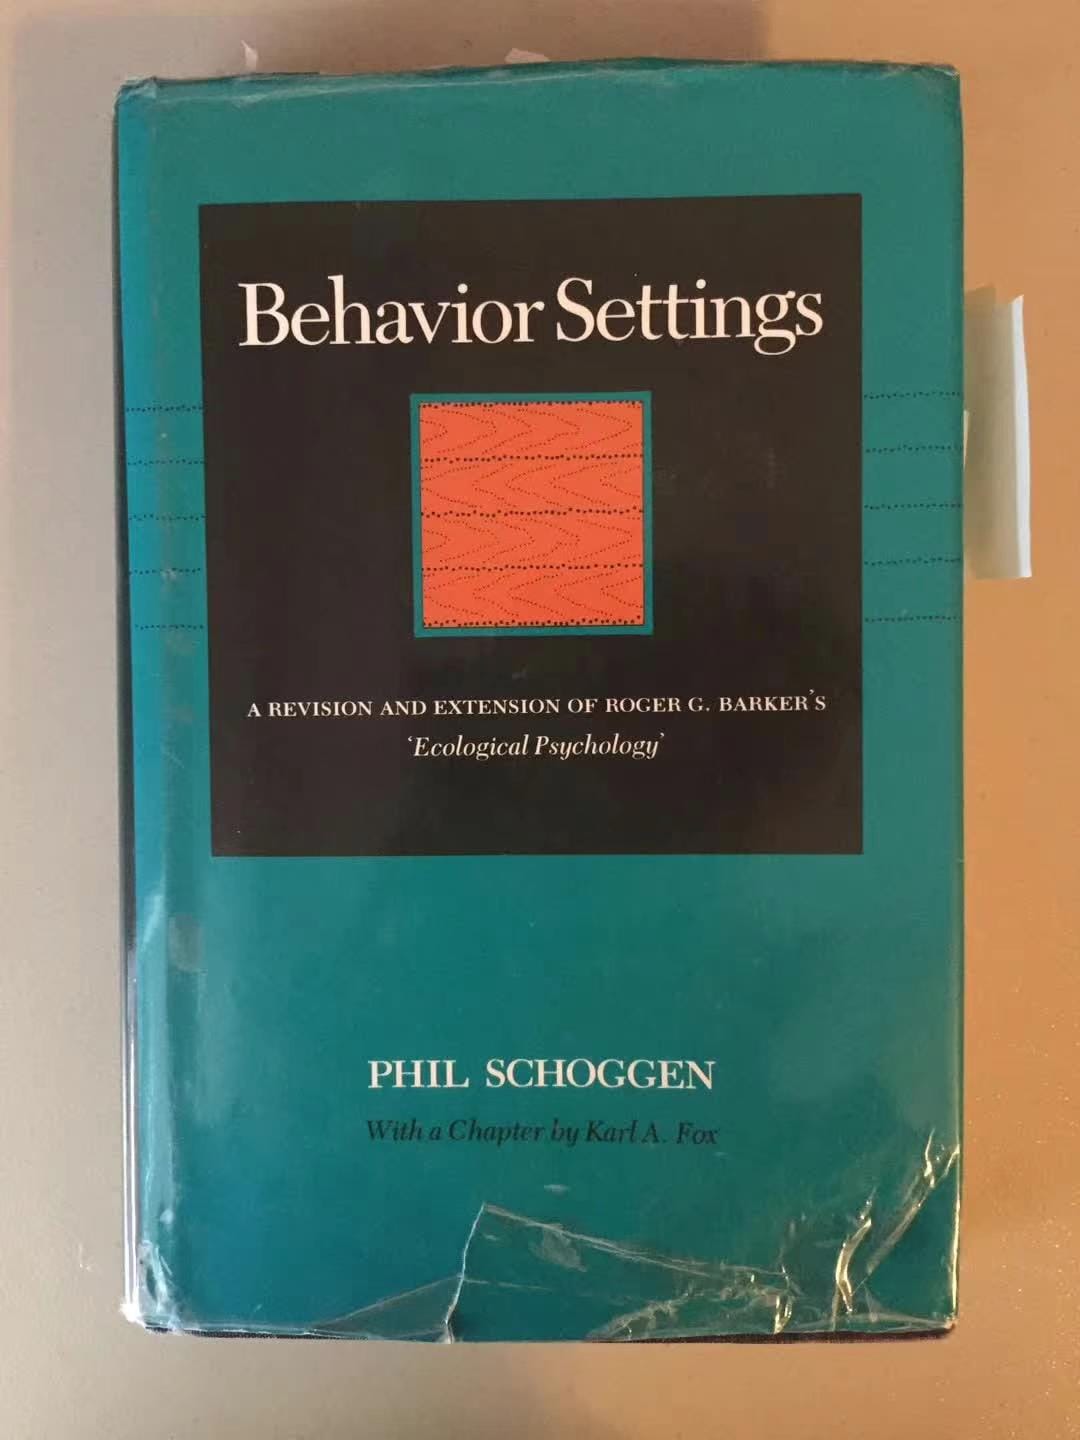 Behavior Settings
A REVISION AND EXTENSION OF ROGER G. BARKER'S
‘Ecological Psychology’
PHIL SCHOGGEN
With a Chapter by Karl A. Fox